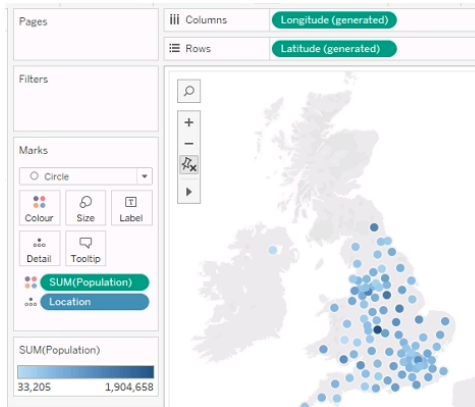 Pages
Columns
Longitude (generated)
Rows
Latitude (generated)
Filters
Marks
Circle
Colour
Size
Label
Detail
Tooltip
SUM(Population)
Location
SUM(Population)
33,205
1,904,658